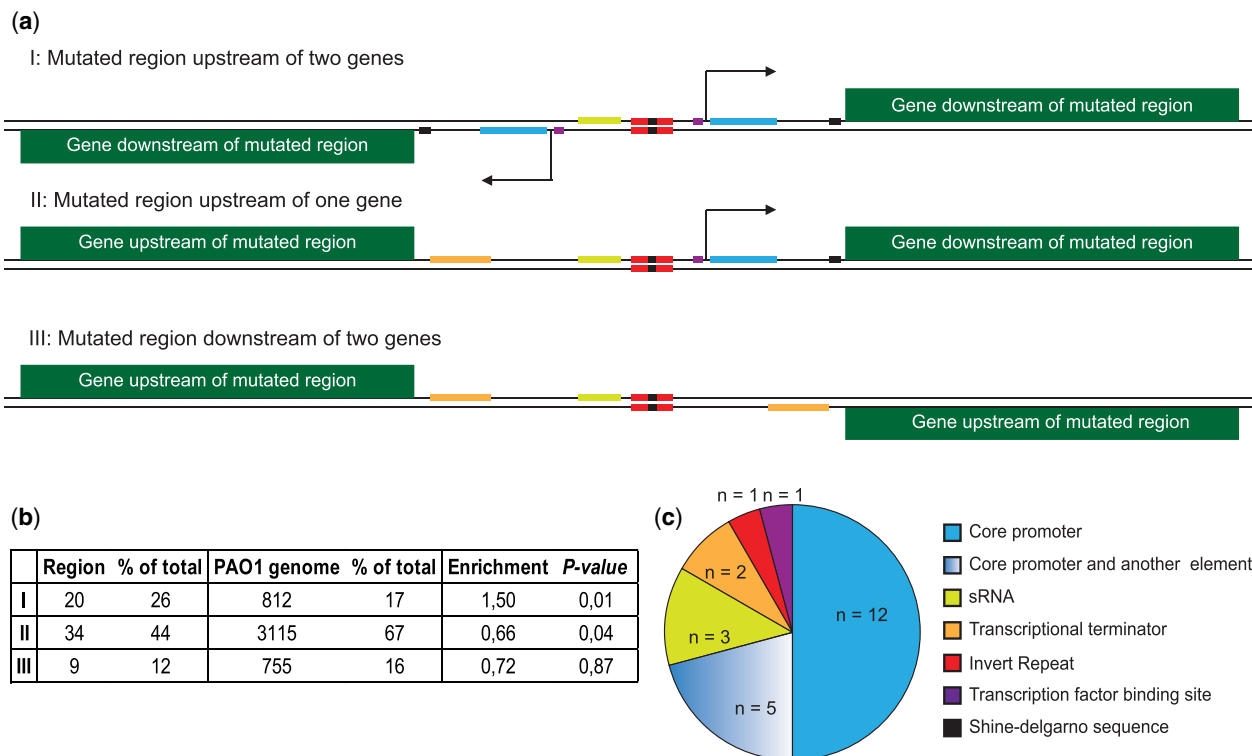 (a)
I: Mutated region upstream of two genes
Gene downstream of mutated region
Gene downstream of mutated region
II: Mutated region upstream of one gene
Gene upstream of mutated region
Gene downstream of mutated region
III: Mutated region downstream of two genes
Gene upstream of mutated region
Gene upstream of mutated region
(b)
Region % of total PAO1 genome % of total Enrichment P-value
I 20 26 812 17 1,50 0,01
II 34 44 3115 67 0,66 0,04
III 9 12 755 16 0,72 0,87
(c)
n = 1 n = 1
n = 2
n = 12
n = 3
n = 5
Core promoter
Core promoter and another element
sRNA
Transcriptional terminator
Invert Repeat
Transcription factor binding site
Shine-delgarno sequence